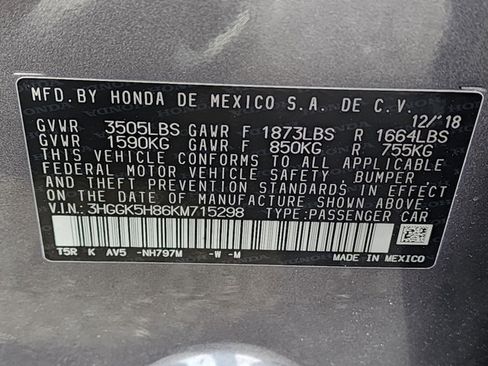 MFD. BY HONDA DE MEXICO S.A. DE C.V.
12/'18
GVWR 3505LBS GAWR F 1873LBS R 1664LBS
GVWR 1590KG GAWR F 850KG R 755KG
THIS VEHICLE CONFORMS TO ALL APPLICABLE
FEDERAL MOTOR VEHICLE SAFETY BUMPER
AND THEFT PREVENTION STANDARDS IN EFFECT
ON THE DATE OF MANUFACTURE SHOWN ABOVE.
V.I.N: 3HGGK5H86KM715298 TYPE:PASSENGER CAR
T5R K AV5 -NH797M -W -M
MADE IN MEXICO